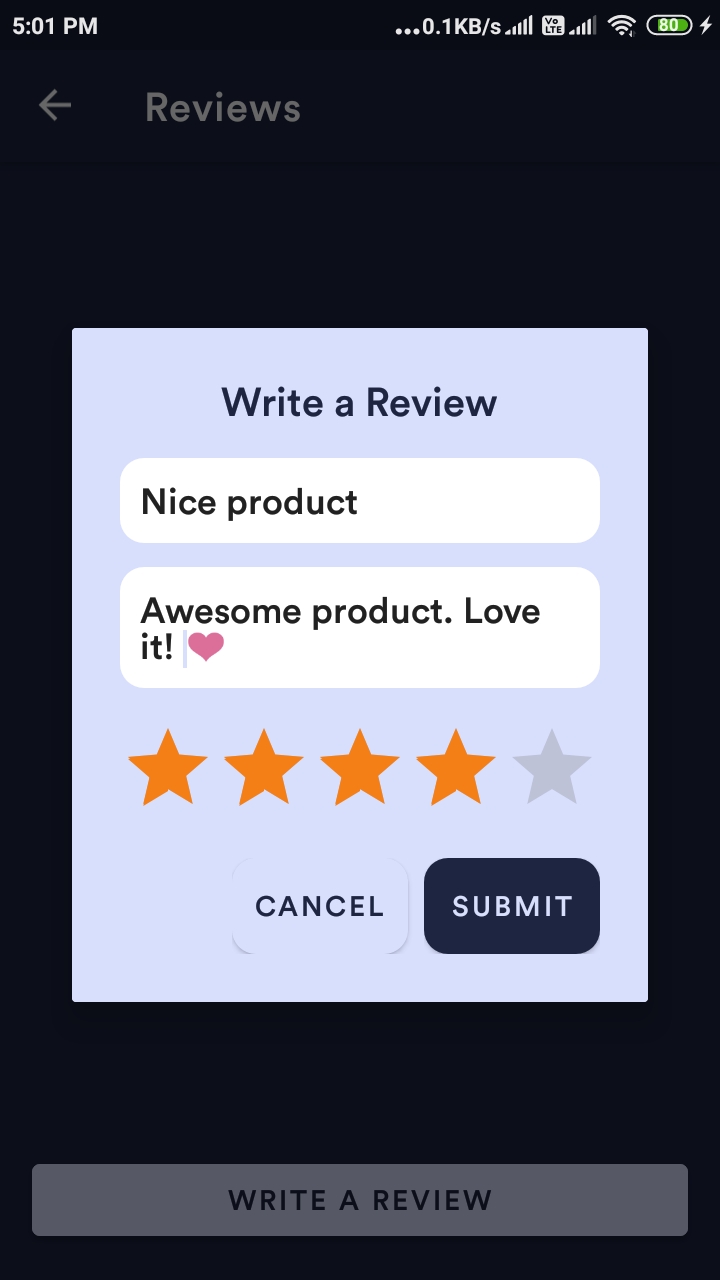 5:01 PM ...0.1KB/s Vo LTE 80
Reviews
Write a Review
Nice product
Awesome product. Love
it! ❤
CANCEL SUBMIT
WRITE A REVIEW